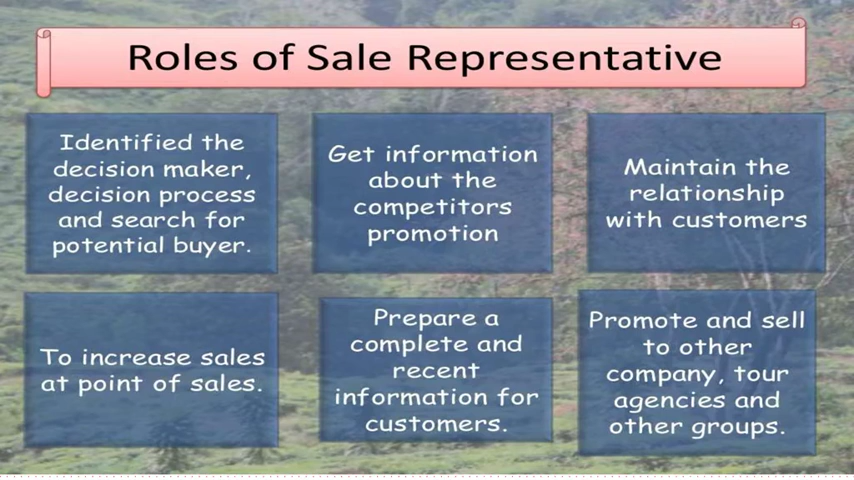 Roles of Sale Representative
Identified the
decision maker,
decision process
and search for
potential buyer.
Get information
about the
competitors
promotion
Maintain the
relationship
with customers
To increase sales
at point of sales.
Prepare a
complete and
recent
information for
customers.
Promote and sell
to other
company, tour
agencies and
other groups.